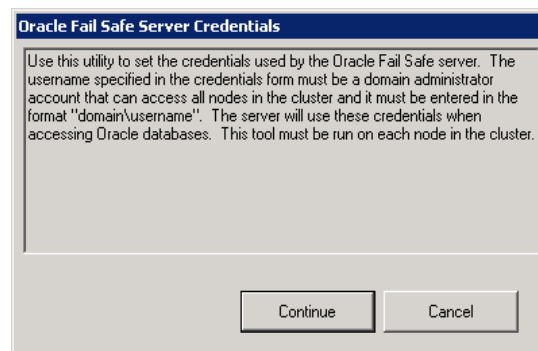 Oracle Fail Safe Server Credentials
Use this utility to set the credentials used by the Oracle Fail Safe server. The
username specified in the credentials form must be a domain administrator
account that can access all nodes in the cluster and it must be entered in the
format "domain\username". The server will use these credentials when
accessing Oracle databases. This tool must be run on each node in the cluster.
Continue
Cancel